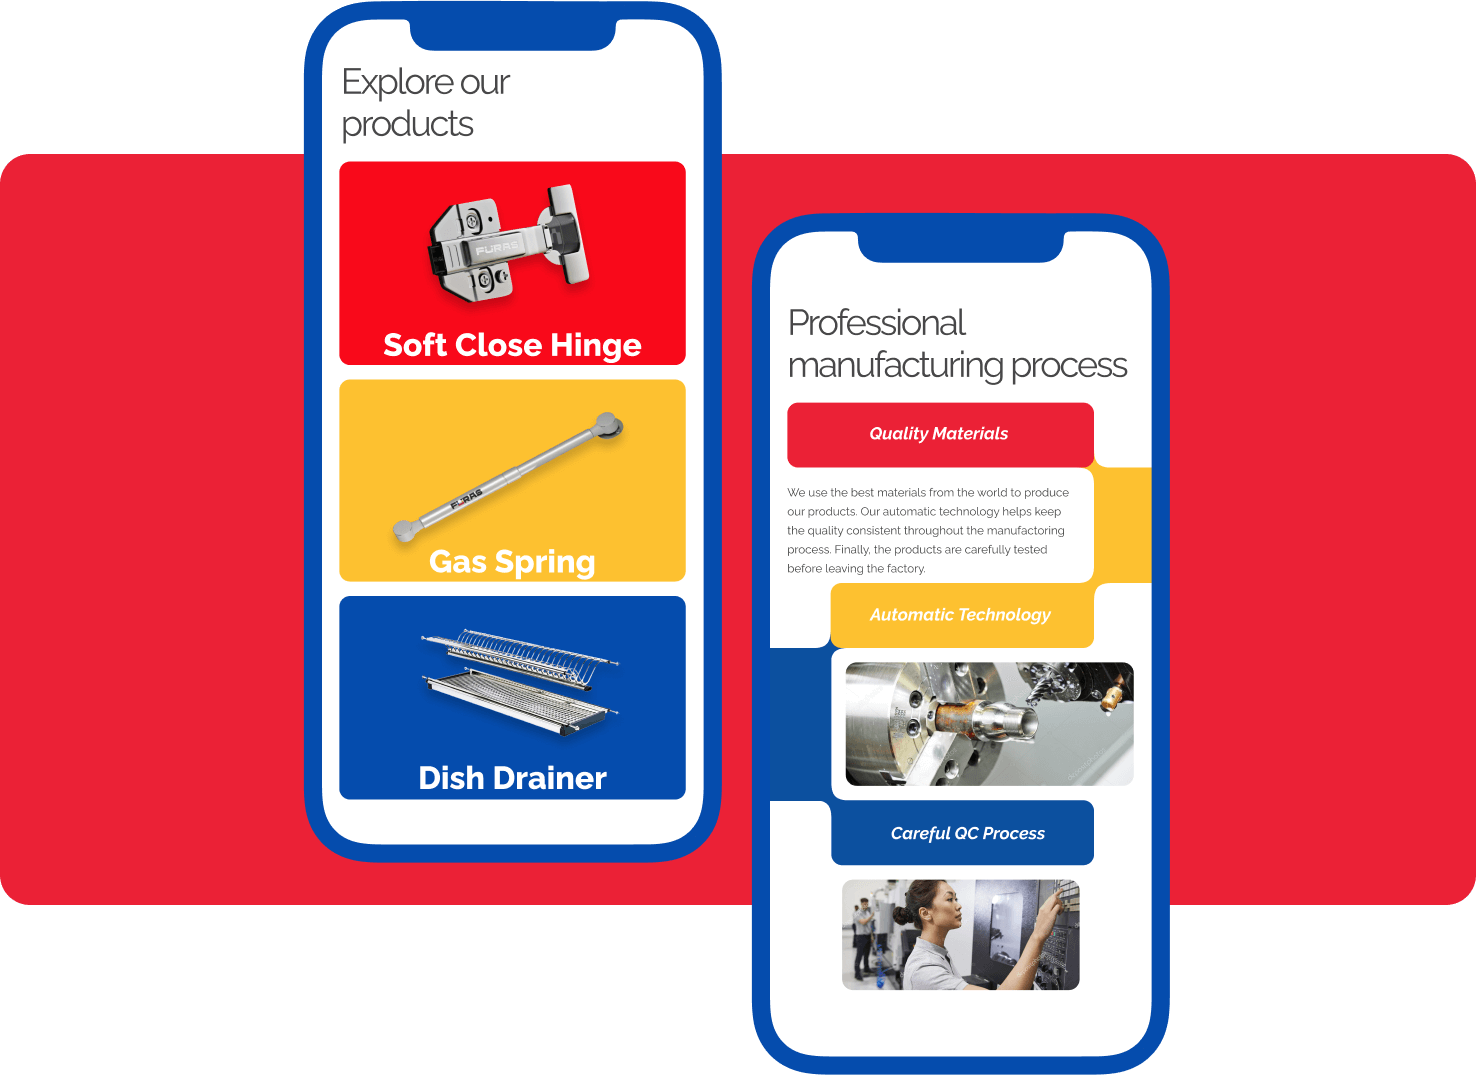 Explore our
products
FURAS
Soft Close Hinge
FURAS
Gas Spring
Dish Drainer
Professional
manufacturing process
Quality Materials
We use the best materials from the world to produce
our products. Our automatic technology helps keep
the quality consistent throughout the manufactoring
process. Finally, the products are carefully tested
before leaving the factory.
Automatic Technology
Careful QC Process